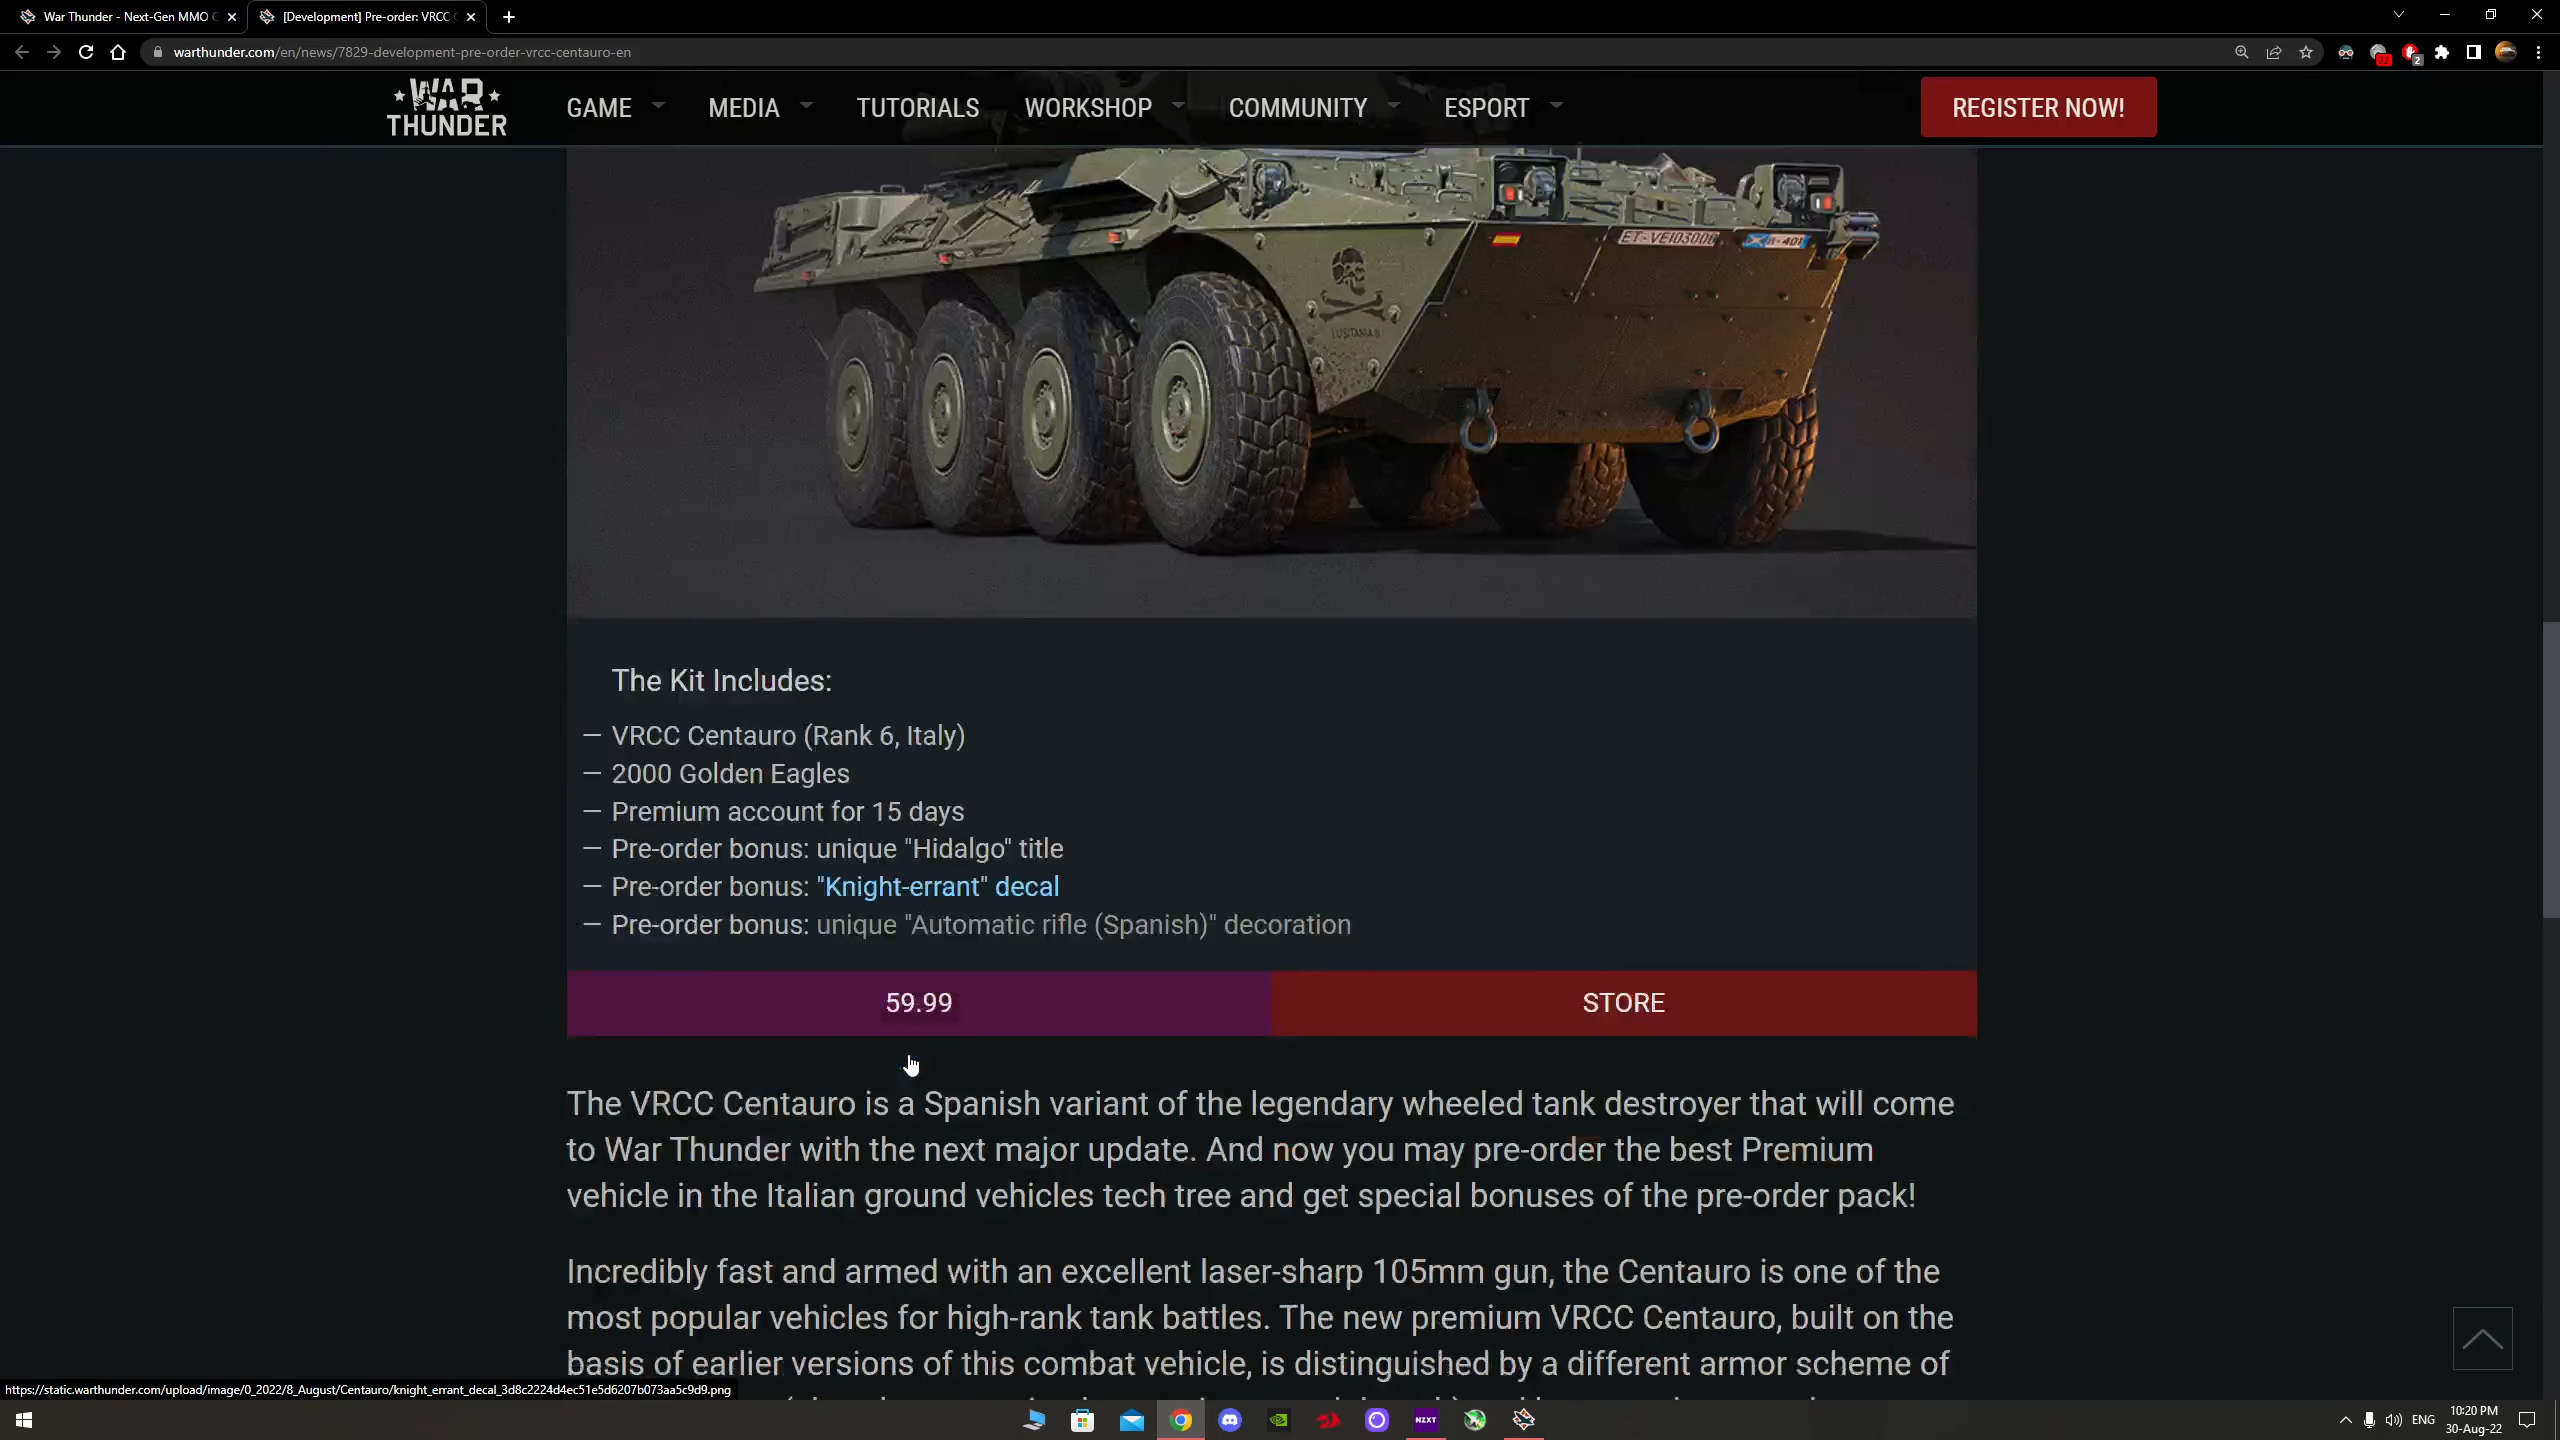 War Thunder - Next-Gen MMO C
[Development] Pre-order: VRCC C
warthunder.com/en/news/7829-development-pre-order-vrcc-centauro-en
22
2
WAR THUNDER
GAME
MEDIA
TUTORIALS
WORKSHOP
COMMUNITY
ESPORT
REGISTER NOW!
LUSITANIA 8
The Kit Includes:
— VRCC Centauro (Rank 6, Italy)
— 2000 Golden Eagles
— Premium account for 15 days
— Pre-order bonus: unique "Hidalgo" title
— Pre-order bonus: "Knight-errant" decal
— Pre-order bonus: unique "Automatic rifle (Spanish)" decoration
59.99
STORE
The VRCC Centauro is a Spanish variant of the legendary wheeled tank destroyer that will come
to War Thunder with the next major update. And now you may pre-order the best Premium
vehicle in the Italian ground vehicles tech tree and get special bonuses of the pre-order pack!
Incredibly fast and armed with an excellent laser-sharp 105mm gun, the Centauro is one of the
most popular vehicles for high-rank tank battles. The new premium VRCC Centauro, built on the
basis of earlier versions of this combat vehicle, is distinguished by a different armor scheme of
https://static.warthunder.com/upload/image/0_2022/8_August/Centauro/knight_errant_decal_3d8c2224d4ec51e5d6207b073aa5c9d9.png
NZXT
ENG
10:20 PM
30-Aug-22